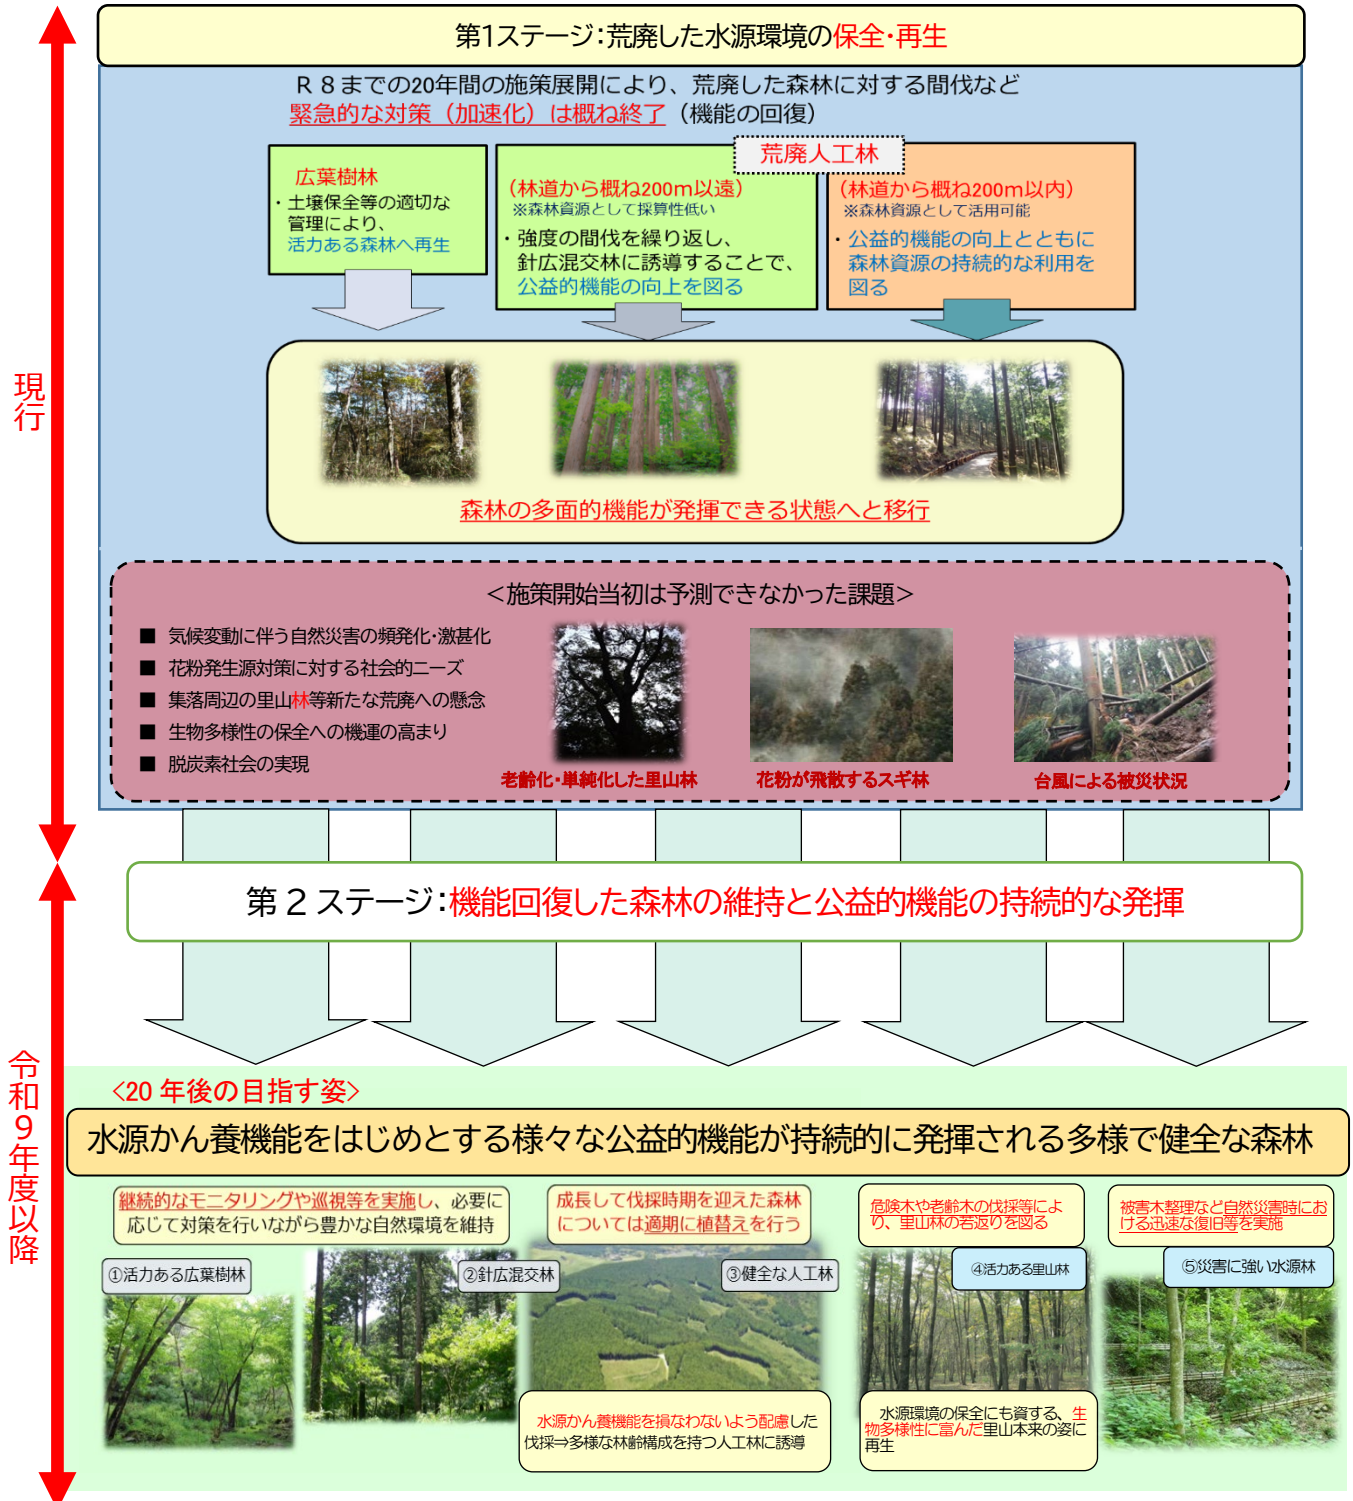 第1ステージ：荒廃した水源環境の保全・再生
Ｒ８までの20年間の施策展開により、荒廃した森林に対する間伐など
緊急的な対策（加速化）は概ね終了（機能の回復）
荒廃人工林
広葉樹林
・土壌保全等の適切な
管理により、
活力ある森林へ再生
（林道から概ね200ｍ以遠）
※森林資源として採算性低い
・強度の間伐を繰り返し、
針広混交林に誘導することで、
公益的機能の向上を図る
（林道から概ね200ｍ以内）
※森林資源として活用可能
・公益的機能の向上とともに
森林資源の持続的な利用を
図る
森林の多面的機能が発揮できる状態へと移行
現行
＜施策開始当初は予測できなかった課題＞
■ 気候変動に伴う自然災害の頻発化・激甚化
■ 花粉発生源対策に対する社会的ニーズ
■ 集落周辺の里山林等新たな荒廃への懸念
■ 生物多様性の保全への機運の高まり
■ 脱炭素社会の実現
老齢化・単純化した里山林
花粉が飛散するスギ林
台風による被災状況
第２ステージ：機能回復した森林の維持と公益的機能の持続的な発揮
令和９年度以降
<20 年後の目指す姿>
水源かん養機能をはじめとする様々な公益的機能が持続的に発揮される多様で健全な森林
継続的なモニタリングや巡視等を実施し、必要に
応じて対策を行いながら豊かな自然環境を維持
成長して伐採時期を迎えた森林
については適期に植替えを行う
危険木や老齢木の伐採等によ
り、里山林の若返りを図る
被害木整理など自然災害時にお
ける迅速な復旧等を実施
①活力ある広葉樹林
②針広混交林
③健全な人工林
④活力ある里山林
⑤災害に強い水源林
水源かん養機能を損なわないよう配慮した
伐採⇒多様な林齢構成を持つ人工林に誘導
水源環境の保全にも資する、生
物多様性に富んだ里山本来の姿に
再生